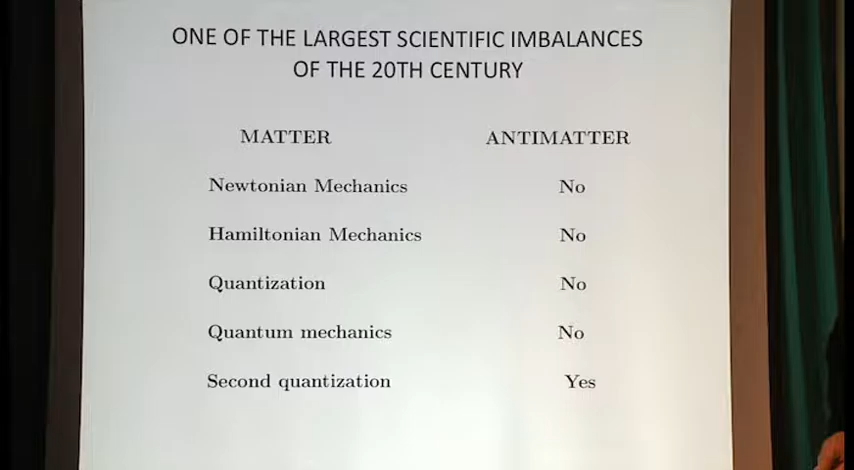 ONE OF THE LARGEST SCIENTIFIC IMBALANCES
OF THE 20TH CENTURY
MATTER ANTIMATTER
Newtonian Mechanics No
Hamiltonian Mechanics No
Quantization No
Quantum mechanics No
Second quantization Yes